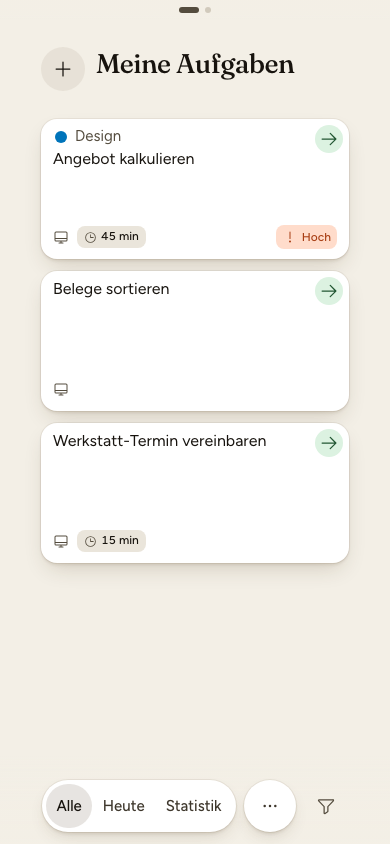 Meine Aufgaben
Design
Angebot kalkulieren
45 min
! Hoch
Belege sortieren
Werkstatt-Termin vereinbaren
15 min
Alle Heute Statistik